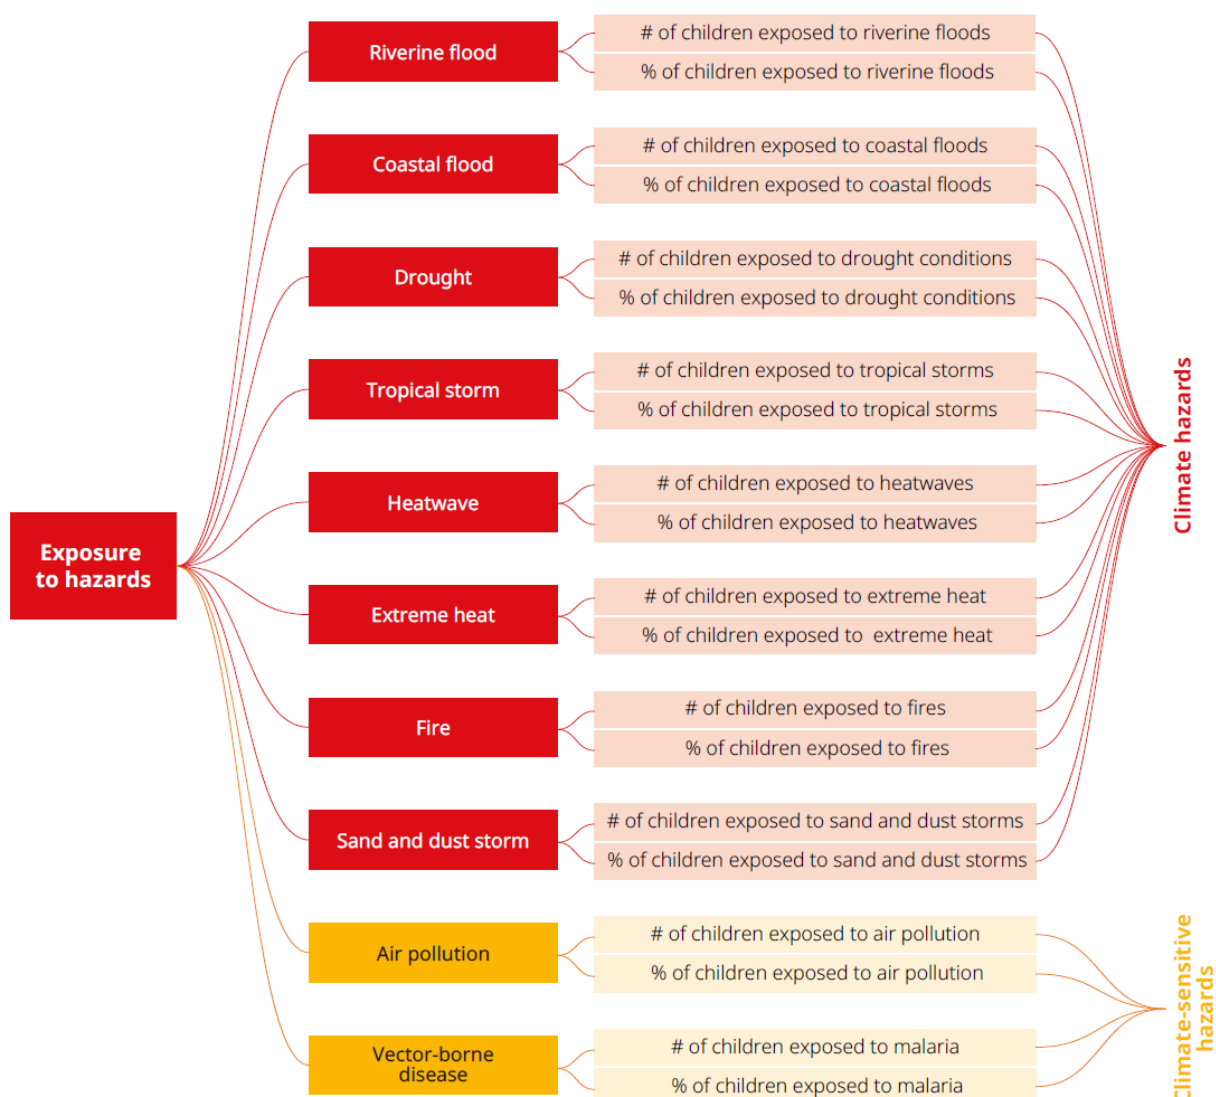 Riverine flood
# of children exposed to riverine floods
% of children exposed to riverine floods
Coastal flood
# of children exposed to coastal floods
% of children exposed to coastal floods
Drought
# of children exposed to drought conditions
% of children exposed to drought conditions
Tropical storm
# of children exposed to tropical storms
% of children exposed to tropical storms
Heatwave
# of children exposed to heatwaves
% of children exposed to heatwaves
Exposure
to hazards
Extreme heat
# of children exposed to extreme heat
% of children exposed to extreme heat
Fire
# of children exposed to fires
% of children exposed to fires
Sand and dust storm
# of children exposed to sand and dust storms
% of children exposed to sand and dust storms
Climate hazards
Air pollution
# of children exposed to air pollution
% of children exposed to air pollution
Vector-borne
disease
# of children exposed to malaria
% of children exposed to malaria
Climate-sensitive
hazards